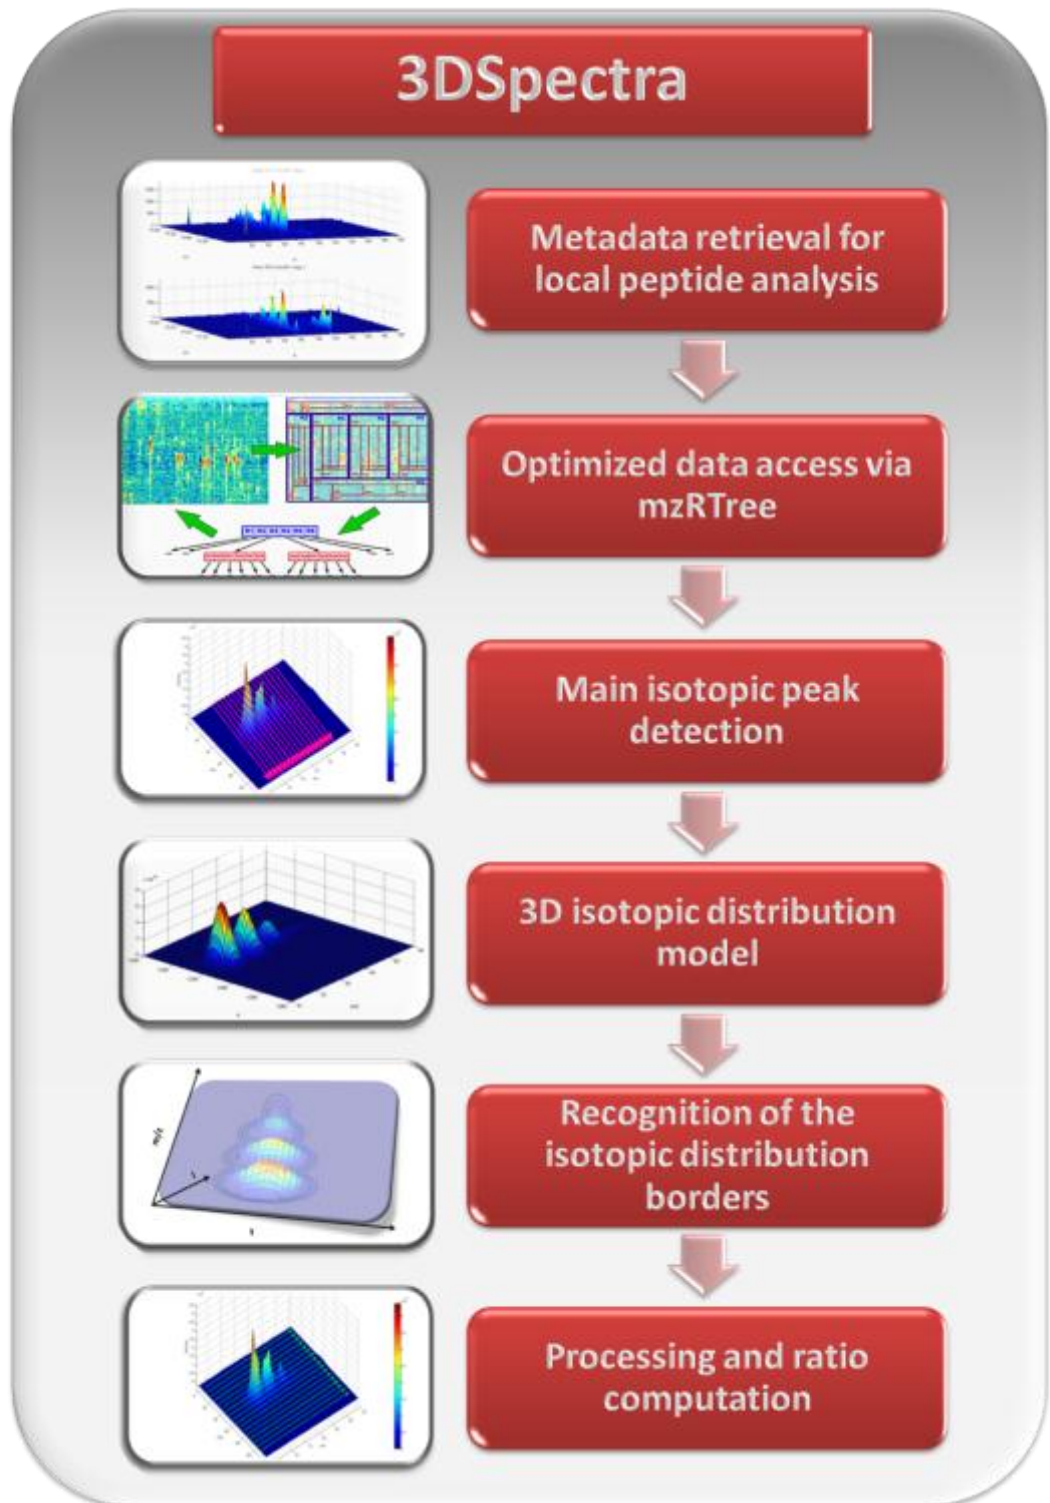 3DSpectra
Metadata retrieval for
local peptide analysis
Optimized data access via
mzRTree
Main isotopic peak
detection
3D isotopic distribution
model
Recognition of the
isotopic distribution
borders
m/z
Processing and ratio
computation